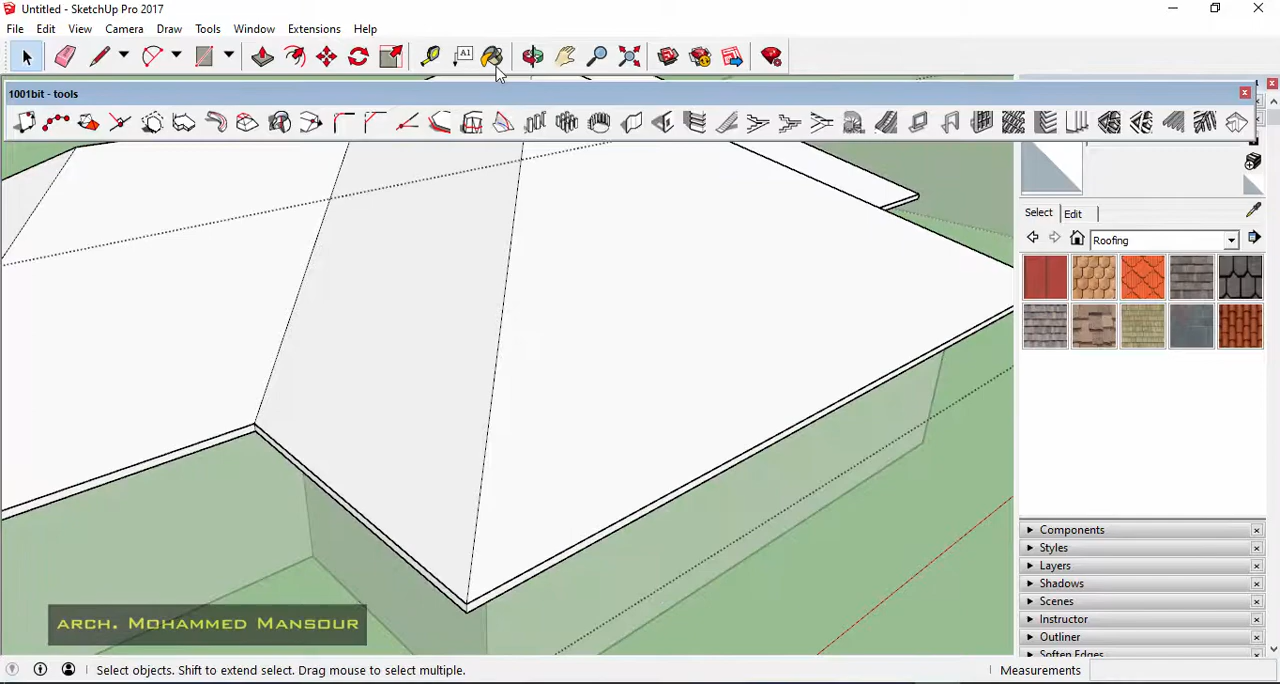 Untitled - SketchUp Pro 2017
File Edit View Camera Draw Tools Window Extensions Help
A1
1001bit - tools
Select Edit
Roofing
Components
Styles
Layers
Shadows
Scenes
Instructor
Outliner
Soften Edges
ARCH. MOHAMMED MANSOUR
Select objects. Shift to extend select. Drag mouse to select multiple.
Measurements